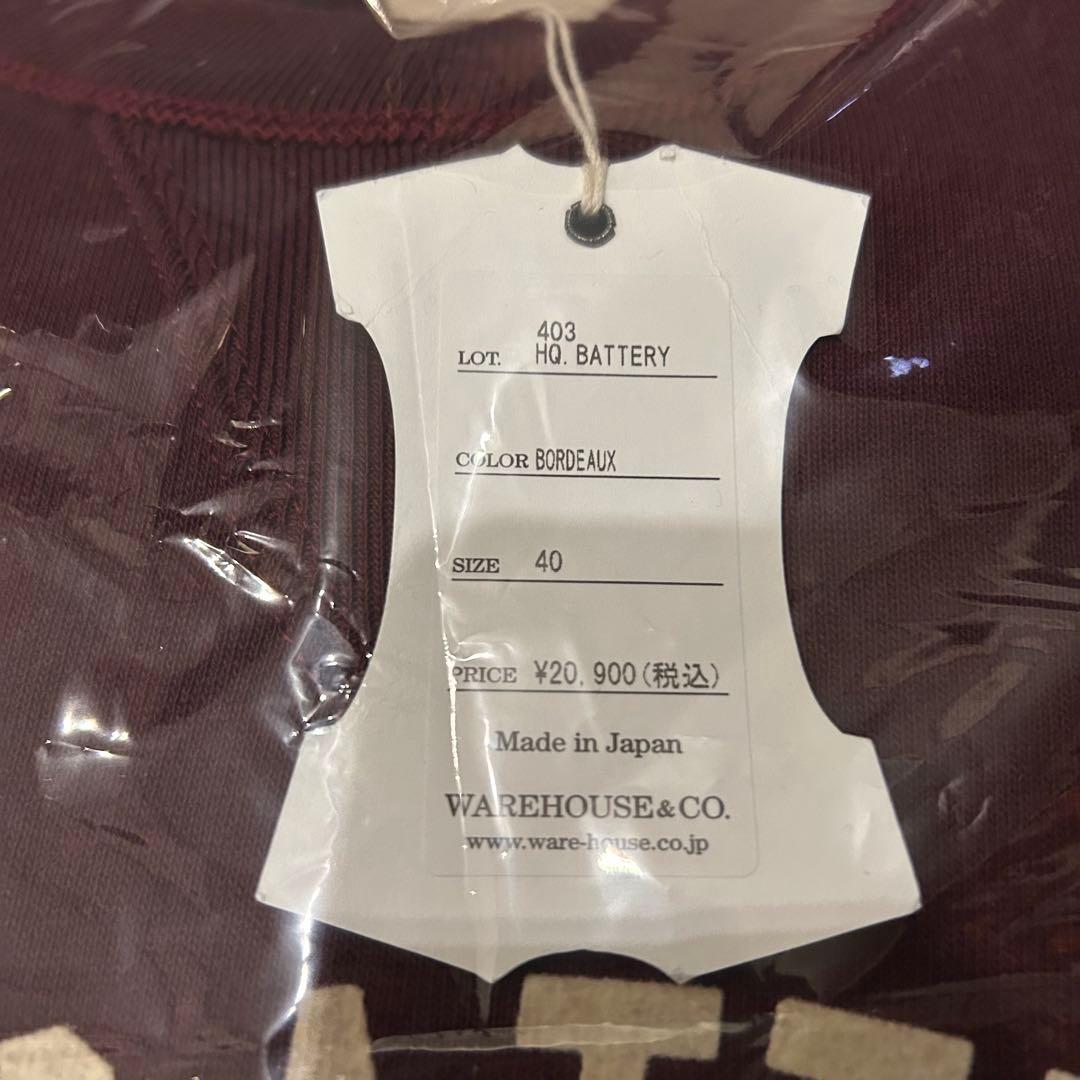 403
LOT. HQ. BATTERY
COLOR BORDEAUX
SIZE 40
PRICE ¥20,900(税込)
Made in Japan
WAREHOUSE&CO.
www.ware-house.co.jp